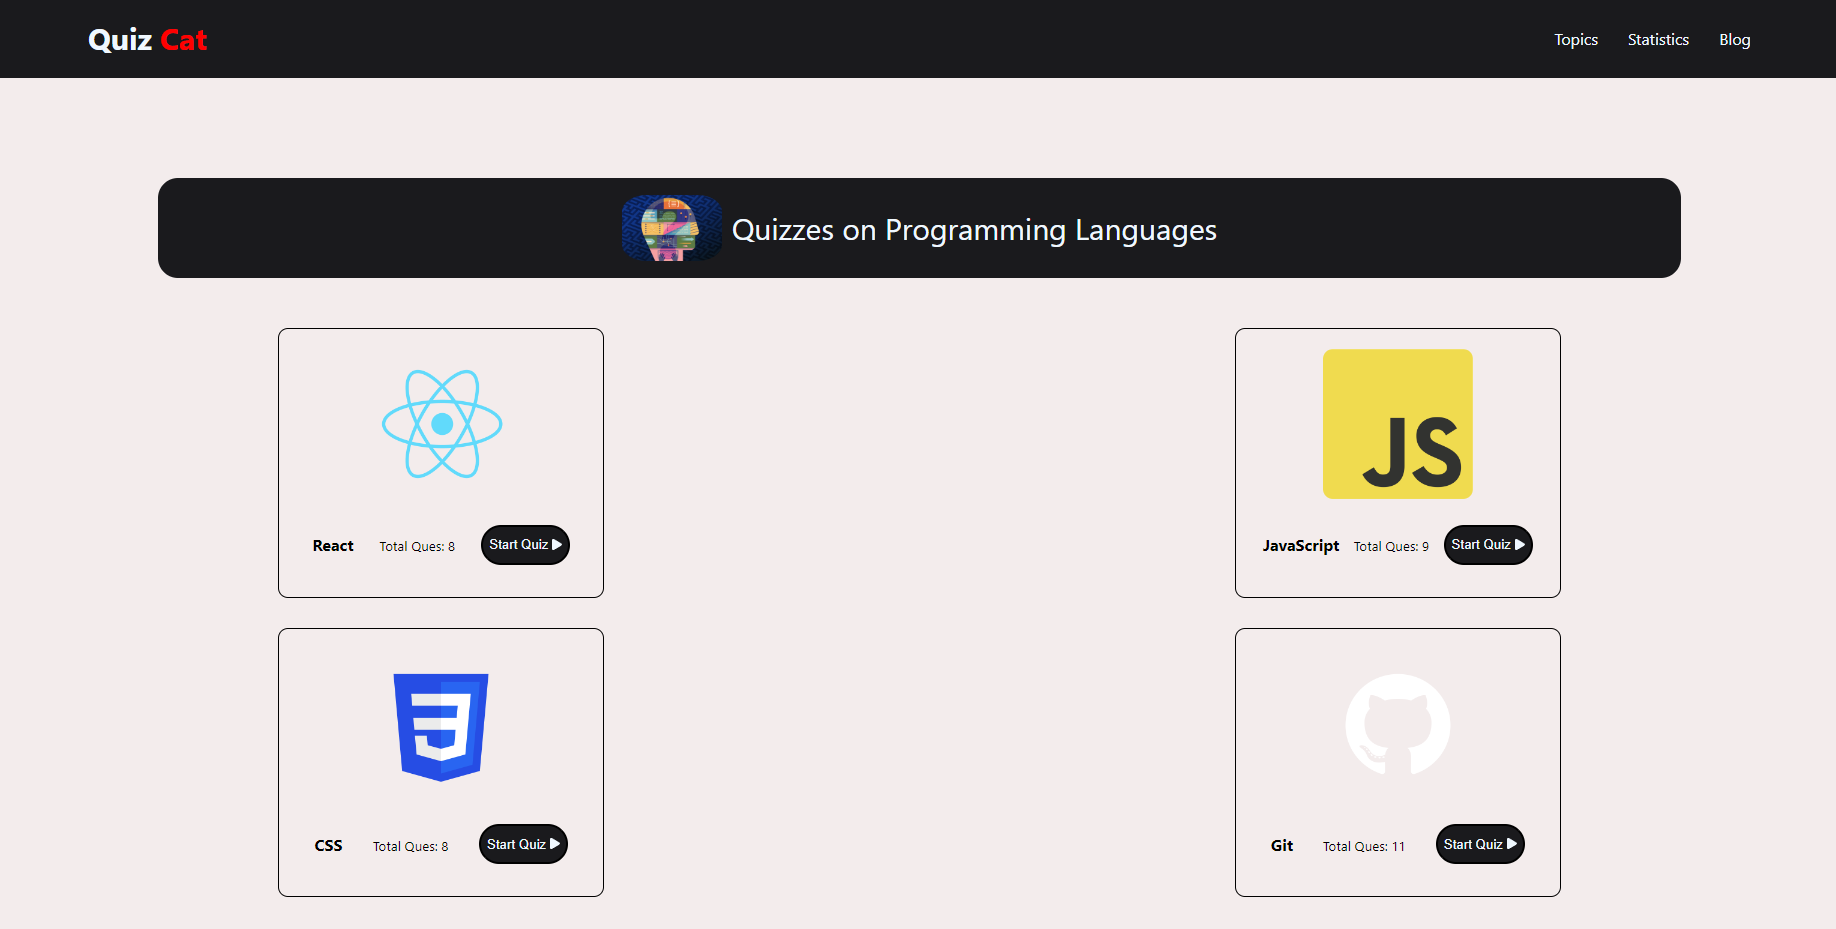 Quiz Cat
Topics Statistics Blog
Quizzes on Programming Languages
JS
React Total Ques: 8 Start Quiz
JavaScript Total Ques: 9 Start Quiz
CSS Total Ques: 8 Start Quiz
Git Total Ques: 11 Start Quiz